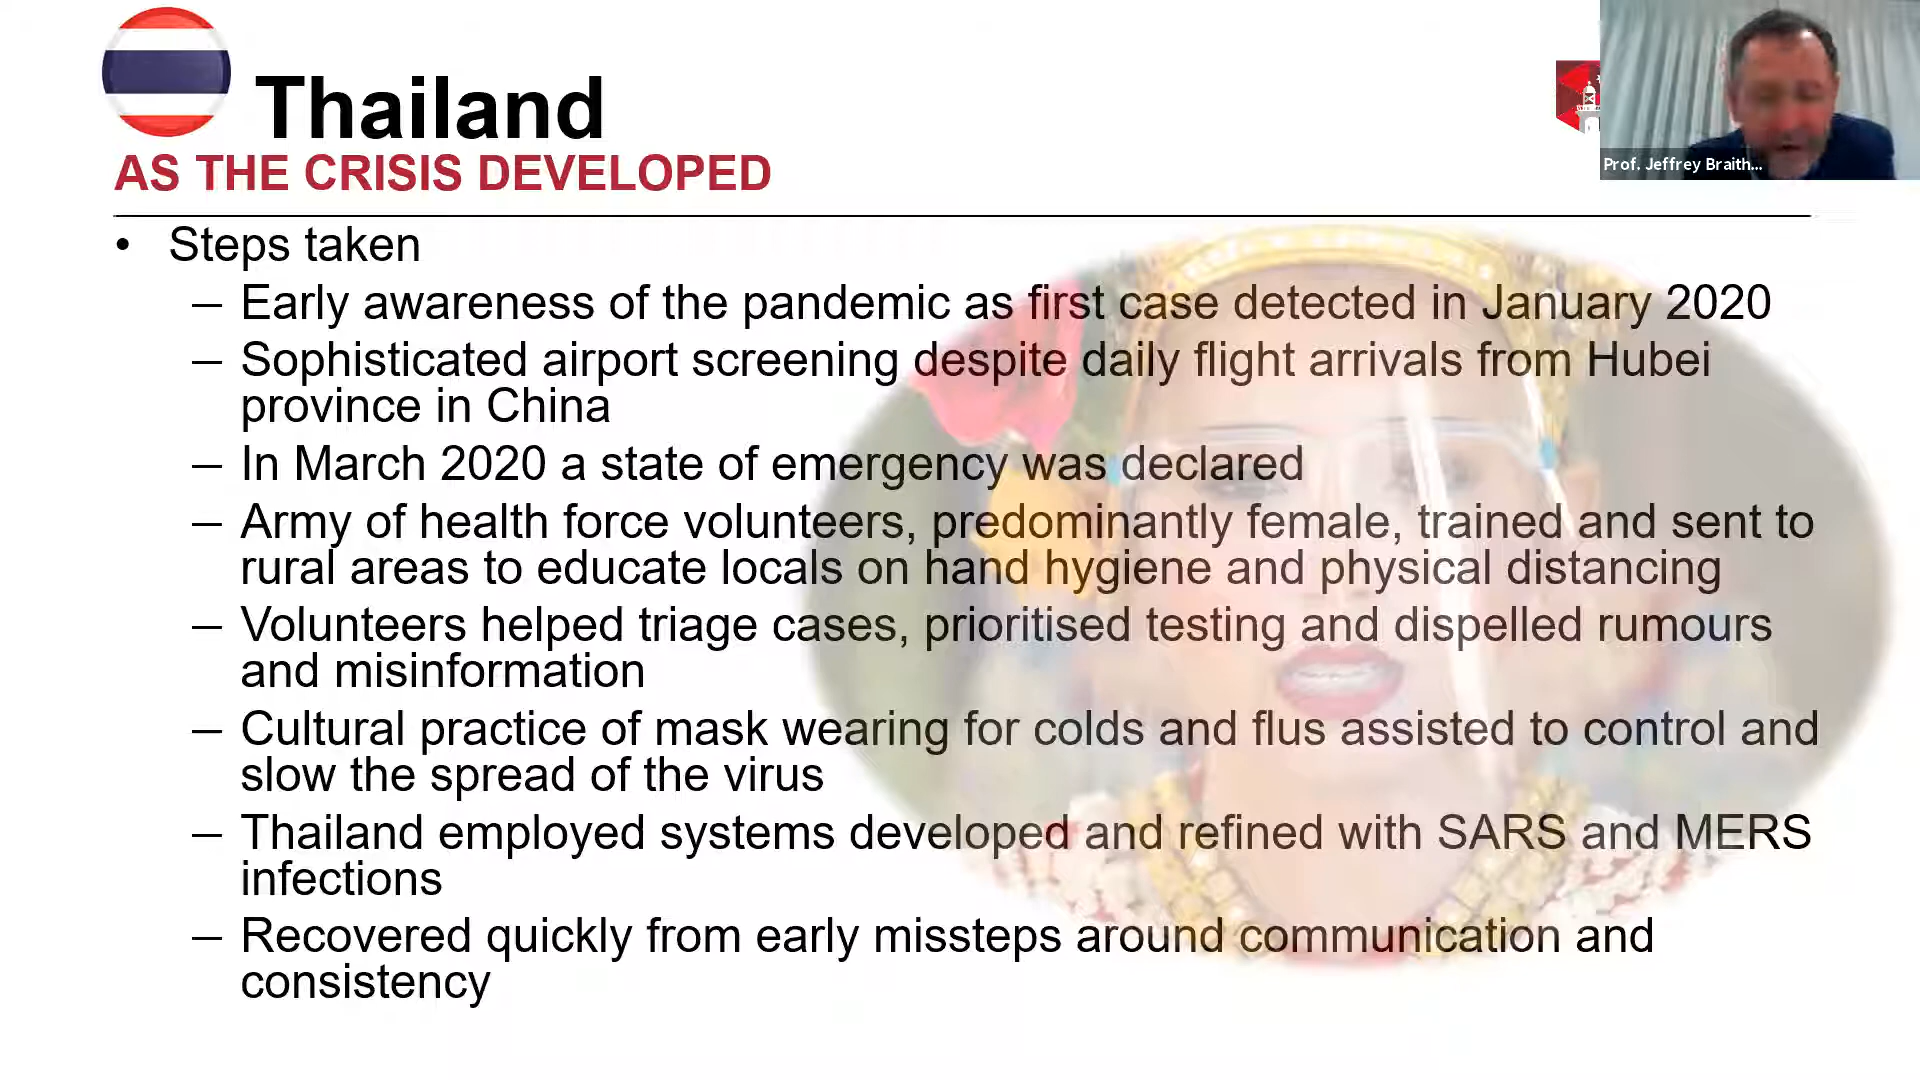 Thailand
AS THE CRISIS DEVELOPED
Prof. Jeffrey Braith...
• Steps taken
– Early awareness of the pandemic as first case detected in January 2020
– Sophisticated airport screening despite daily flight arrivals from Hubei
province in China
– In March 2020 a state of emergency was declared
– Army of health force volunteers, predominantly female, trained and sent to
rural areas to educate locals on hand hygiene and physical distancing
– Volunteers helped triage cases, prioritised testing and dispelled rumours
and misinformation
– Cultural practice of mask wearing for colds and flus assisted to control and
slow the spread of the virus
– Thailand employed systems developed and refined with SARS and MERS
infections
– Recovered quickly from early missteps around communication and
consistency